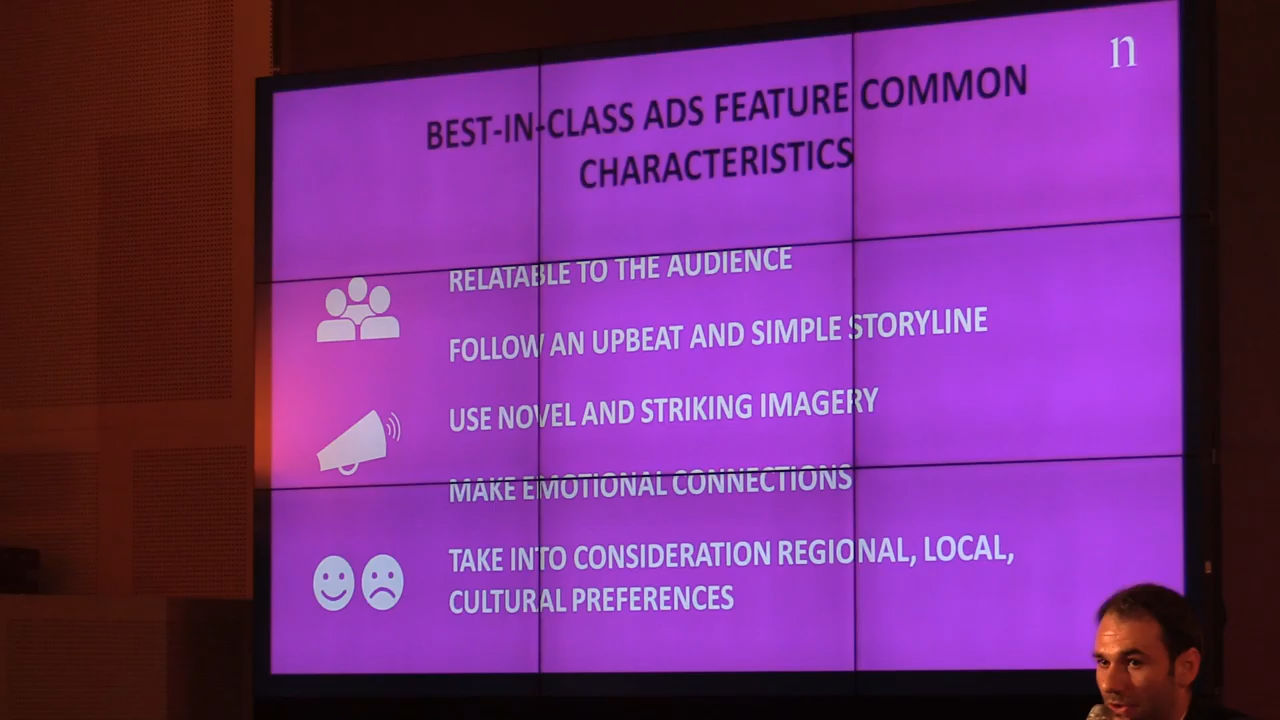 n
BEST-IN-CLASS ADS FEATURE COMMON
CHARACTERISTICS
RELATABLE TO THE AUDIENCE
FOLLOW AN UPBEAT AND SIMPLE STORYLINE
USE NOVEL AND STRIKING IMAGERY
MAKE EMOTIONAL CONNECTIONS
TAKE INTO CONSIDERATION REGIONAL, LOCAL,
CULTURAL PREFERENCES